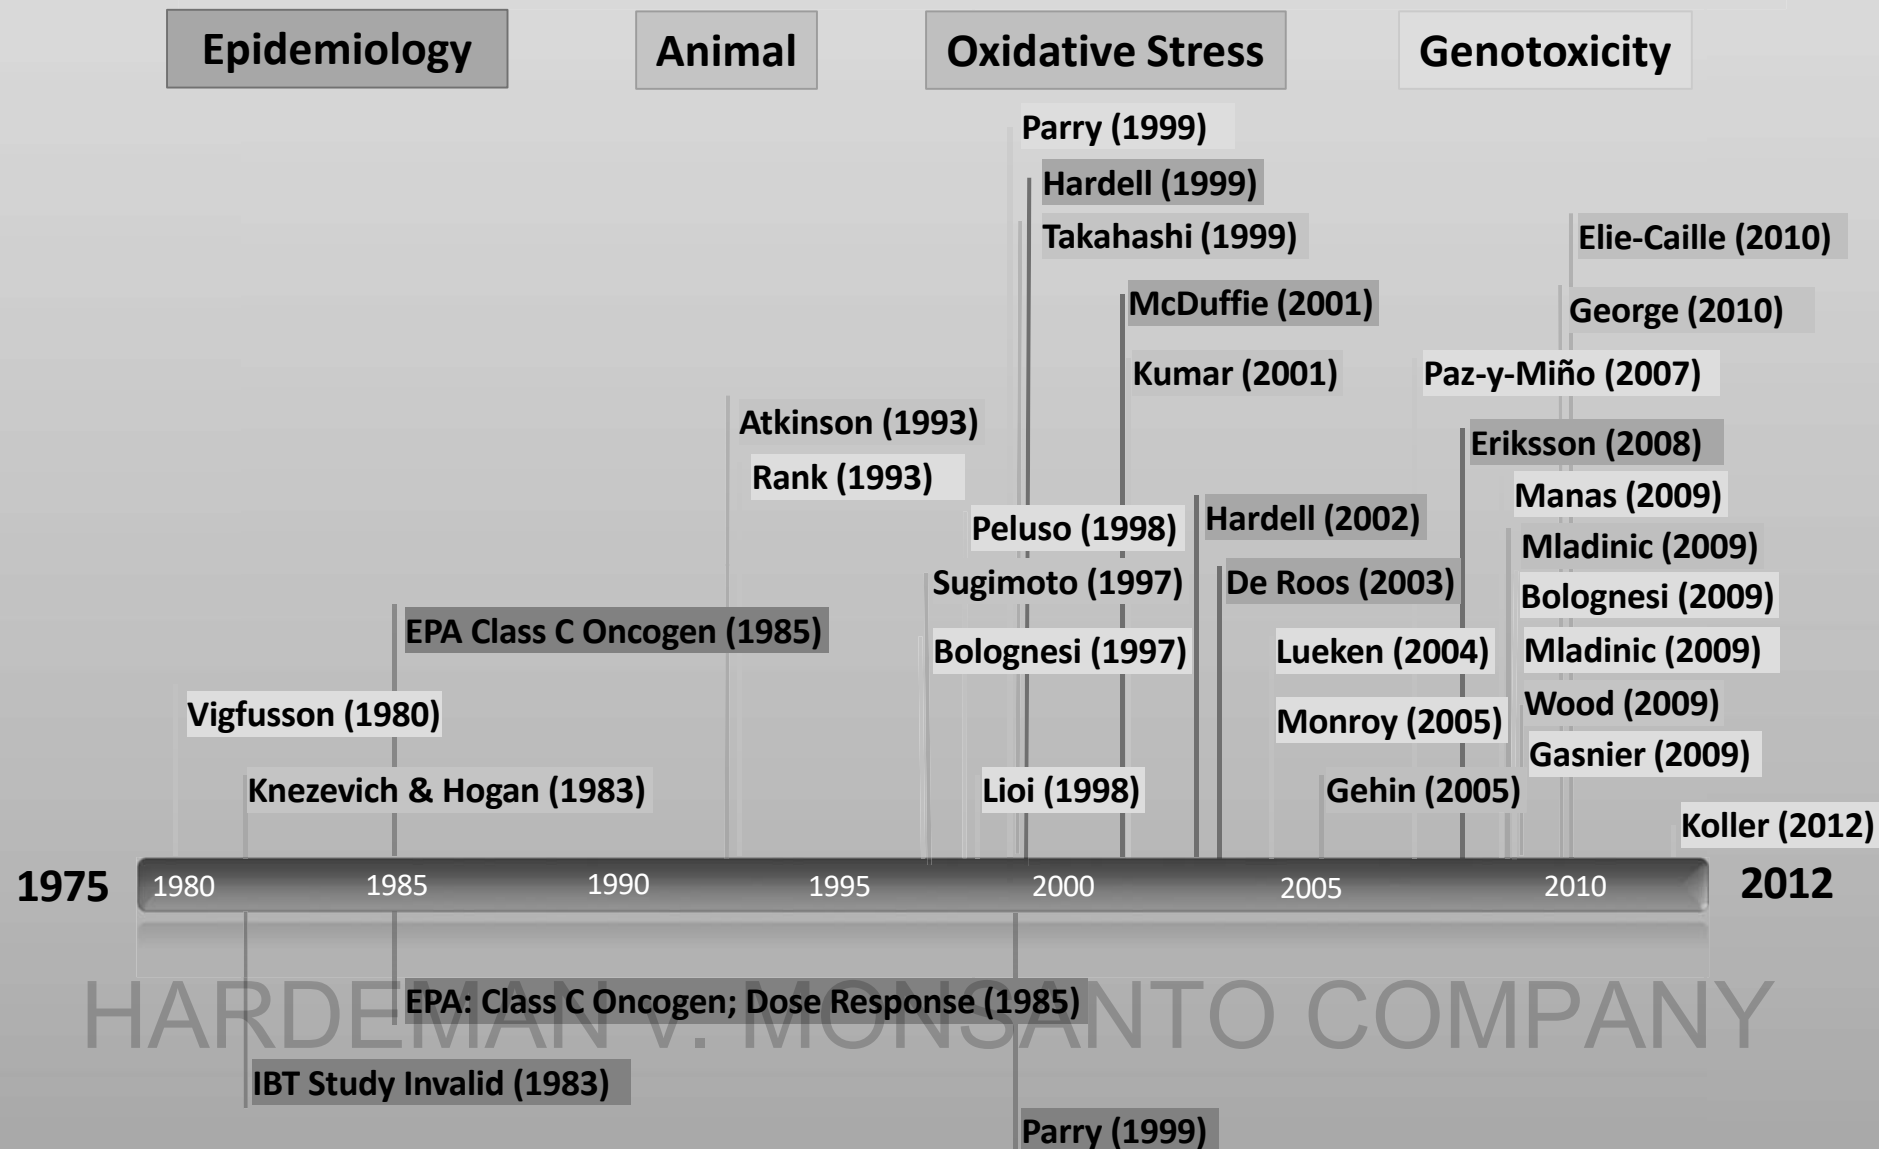 Epidemiology
Animal
Oxidative Stress
Genotoxicity
Parry (1999)
Hardell (1999)
Takahashi (1999)
Elie-Caille (2010)
McDuffie (2001)
George (2010)
Kumar (2001)
Paz-y-Miño (2007)
Atkinson (1993)
Eriksson (2008)
Rank (1993)
Manas (2009)
Peluso (1998)
Hardell (2002)
Mladinic (2009)
Sugimoto (1997)
De Roos (2003)
Bolognesi (2009)
EPA Class C Oncogen (1985)
Bolognesi (1997)
Lueken (2004)
Mladinic (2009)
Vigfusson (1980)
Monroy (2005)
Wood (2009)
Gasnier (2009)
Knezevich & Hogan (1983)
Lioi (1998)
Gehin (2005)
Koller (2012)
1975
1980
1985
1990
1995
2000
2005
2010
2012
EPA: Class C Oncogen; Dose Response (1985)
HARDEMAN V. MONSANTO COMPANY
IBT Study Invalid (1983)
Parry (1999)